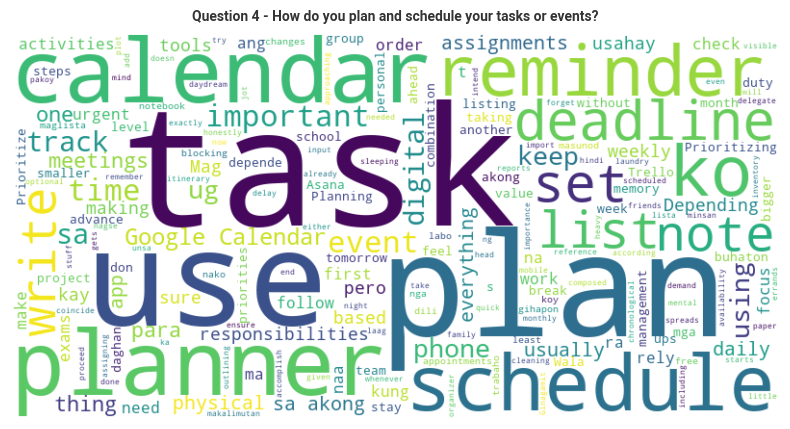 Question 4 - How do you plan and schedule your tasks or events?
activities
tools
try
ang
changes
group
order
assignments
usahay
check
visible
calendar
reminder
steps
mind
pakoy
plot
add
doesn
daydream
jot
personal
ahead
t
intend
even
will
duty
delegate
one
urgent
notebook
important
listing
forget
without
month
maglista
level
exactly
honestly
now
needed
combination
taking
deadline
track
school
digital
another
import
masunod
Prioritizing
Prioritize
meetings
blocking
input
sleeping
keep
weekly
hindi
laundry
smaller
Mag
depende
already
akong
reports
Trello
ko
task
time
ug
remember
Asana
value
set
scheduled
memory
optional
making
itinerary
Planning
Depending
inventory
bigger
write
advance
delay
either
week
lista
minsan
friends
sa
Google Calendar
event
everything
labo
importance
list
note
gets
magse
stuff
don
unsa
tomorrow
feel
ng
na
heavy
reference
according
buhaton
project
app
sure
nako
priorities
end
first
take
head
work
chronological
management
demand
mental
availability
using
focus
errands
make
kay
coincide
follow
pero
nga
s
mobile
break
koy
composed
use
plan
exams
para
night
based
dili
quick
gihapon
monthly
mga
spreads
paper
daghan
ka
ensure
laag
responsibilities
phone
usually
ra
ups
daily
planner
proceed
assigning
outlining
accomplish
team
family
appointments
least
cleaning
wala
rely
free
starts
done
ma
naa
given
whenever
kung
organizer
trabaho
ginagamit
including
thing
need
physical
makalimutan
sa akong
stay
schedule
little